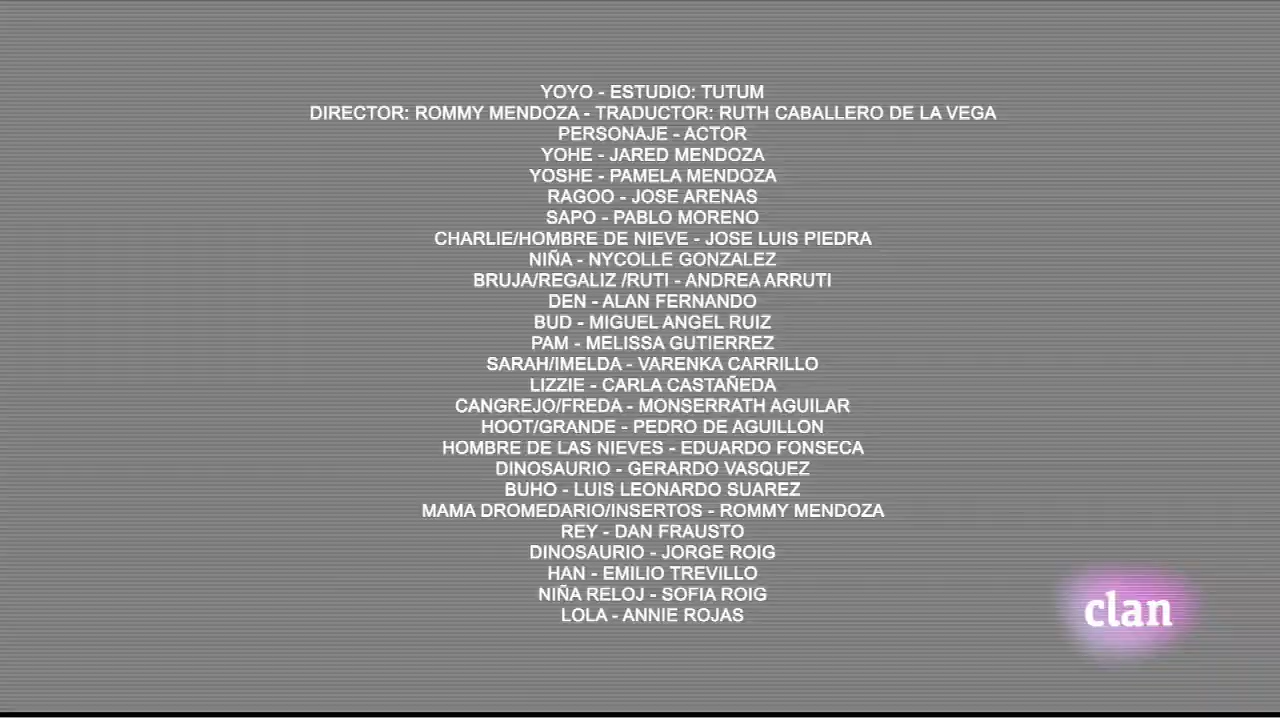 YOYO - ESTUDIO: TUTUM
DIRECTOR: ROMMY MENDOZA - TRADUCTOR: RUTH CABALLERO DE LA VEGA
PERSONAJE - ACTOR
YOHE - JARED MENDOZA
YOSHE - PAMELA MENDOZA
RAGOO - JOSE ARENAS
SAPO - PABLO MORENO
CHARLIE/HOMBRE DE NIEVE - JOSE LUIS PIEDRA
NIÑA - NYCOLLE GONZALEZ
BRUJA/REGALIZ /RUTI - ANDREA ARRUTI
DEN - ALAN FERNANDO
BUD - MIGUEL ANGEL RUIZ
PAM - MELISSA GUTIERREZ
SARAH/IMELDA - VARENKA CARRILLO
LIZZIE - CARLA CASTAÑEDA
CANGREJO/FREDA - MONSERRATH AGUILAR
HOOT/GRANDE - PEDRO DE AGUILLON
HOMBRE DE LAS NIEVES - EDUARDO FONSECA
DINOSAURIO - GERARDO VASQUEZ
BUHO - LUIS LEONARDO SUAREZ
MAMA DROMEDARIO/INSERTOS - ROMMY MENDOZA
REY - DAN FRAUSTO
DINOSAURIO - JORGE ROIG
HAN - EMILIO TREVILLO
NIÑA RELOJ - SOFIA ROIG
LOLA - ANNIE ROJAS
clan